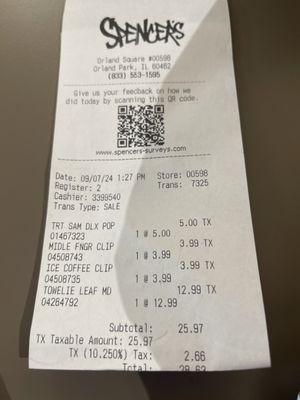 SPENCER'S
Orland Square #00598
Orland Park, IL 60462
(833) 553-1595
Give us your feedback on how we
did today by scanning this QR code.
www.spencers-surveys.com
Date: 09/07/24 1:27 PM Store: 00598
Register: 2 Trans: 7325
Cashier: 3399540
Trans Type: SALE
TRT SAM DLX POP 5.00 TX
01467323 1 @ 5.00
MIDLE FNGR CLIP 3.99 TX
04508743 1 @ 3.99
ICE COFFEE CLIP 3.99 TX
04508735 1 @ 3.99
TOWELIE LEAF MD 12.99 TX
04264792 1 @ 12.99
Subtotal: 25.97
TX Taxable Amount: 25.97
TX (10.250%) Tax: 2.66
Total: 28.63